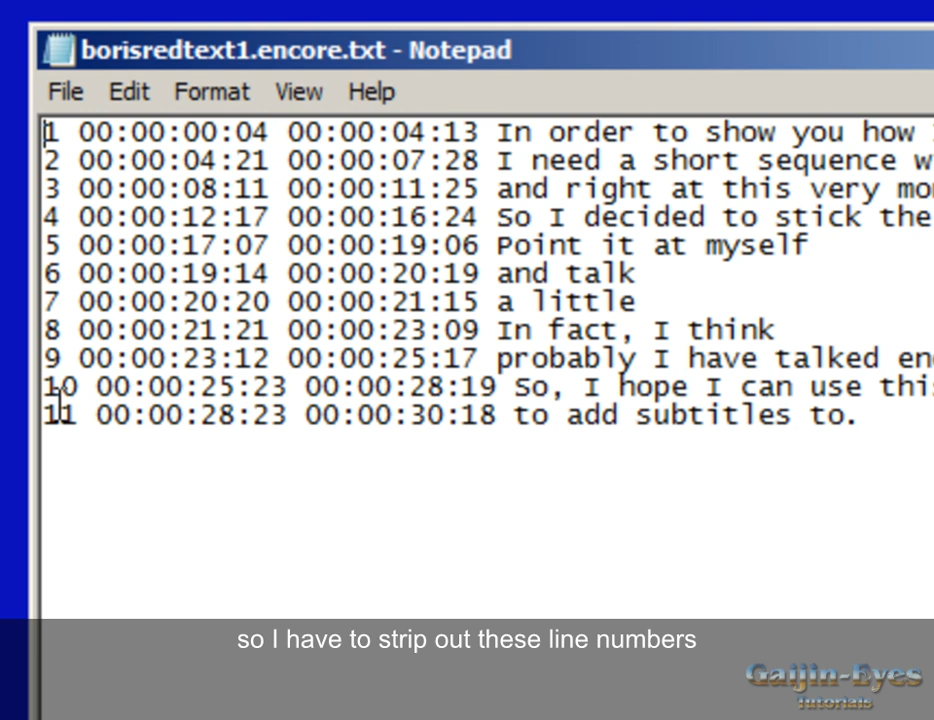 borisredtext1.encore.txt - Notepad
File Edit Format View Help
1 00:00:00:04 00:00:04:13 In order to show you how
2 00:00:04:21 00:00:07:28 I need a short sequence
3 00:00:08:11 00:00:11:25 and right at this very
4 00:00:12:17 00:00:16:24 So I decided to stick the
5 00:00:17:07 00:00:19:06 Point it at myself
6 00:00:19:14 00:00:20:19 and talk
7 00:00:20:20 00:00:21:15 a little
8 00:00:21:21 00:00:23:09 In fact, I think
9 00:00:23:12 00:00:25:17 probably I have talked
10 00:00:25:23 00:00:28:19 So, I hope I can use this
11 00:00:28:23 00:00:30:18 to add subtitles to.
so I have to strip out these line numbers
Gaijin-Eyes
Tutorials